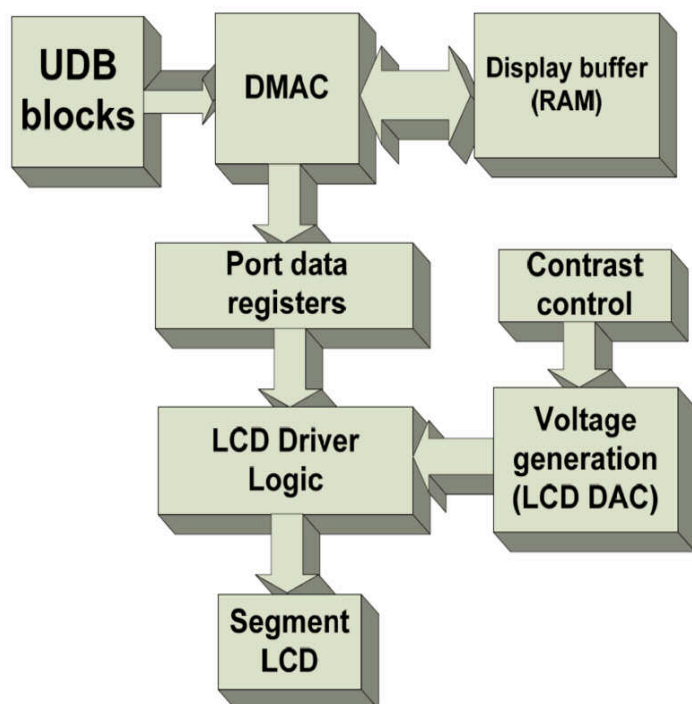 UDB
blocks
DMAC
Display buffer
(RAM)
Port data
registers
Contrast
control
LCD Driver
Logic
Voltage
generation
(LCD DAC)
Segment
LCD